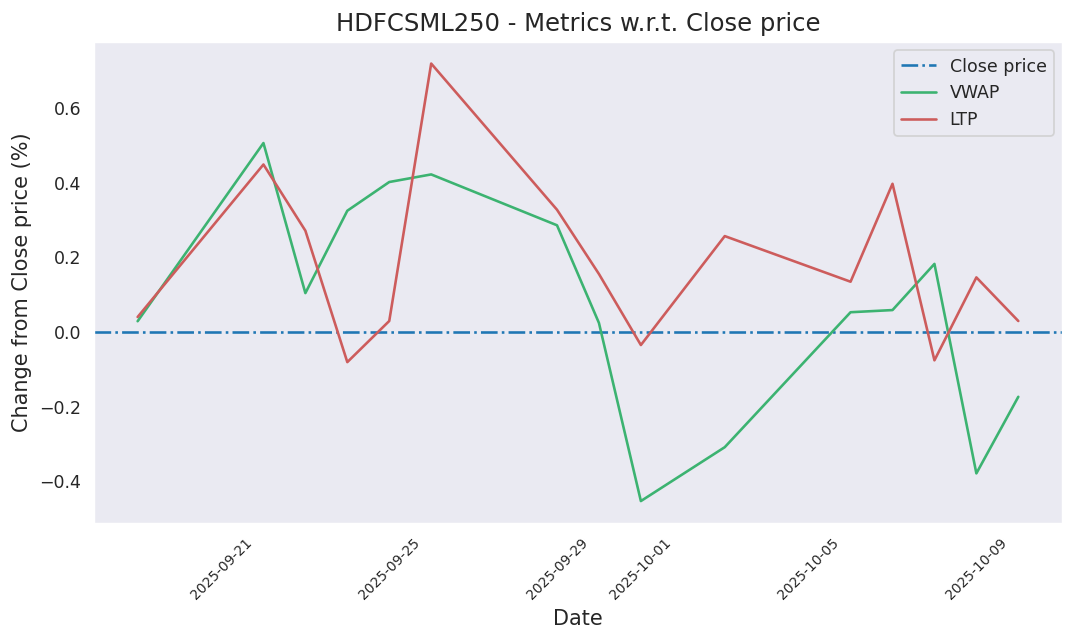 HDFCSML250 - Metrics w.r.t. Close price
Close price
VWAP
LTP
Change from Close price (%)
0.6
0.4
0.2
0.0
−0.2
−0.4
2025-09-21
2025-09-25
2025-09-29
2025-10-01
2025-10-05
2025-10-09
Date